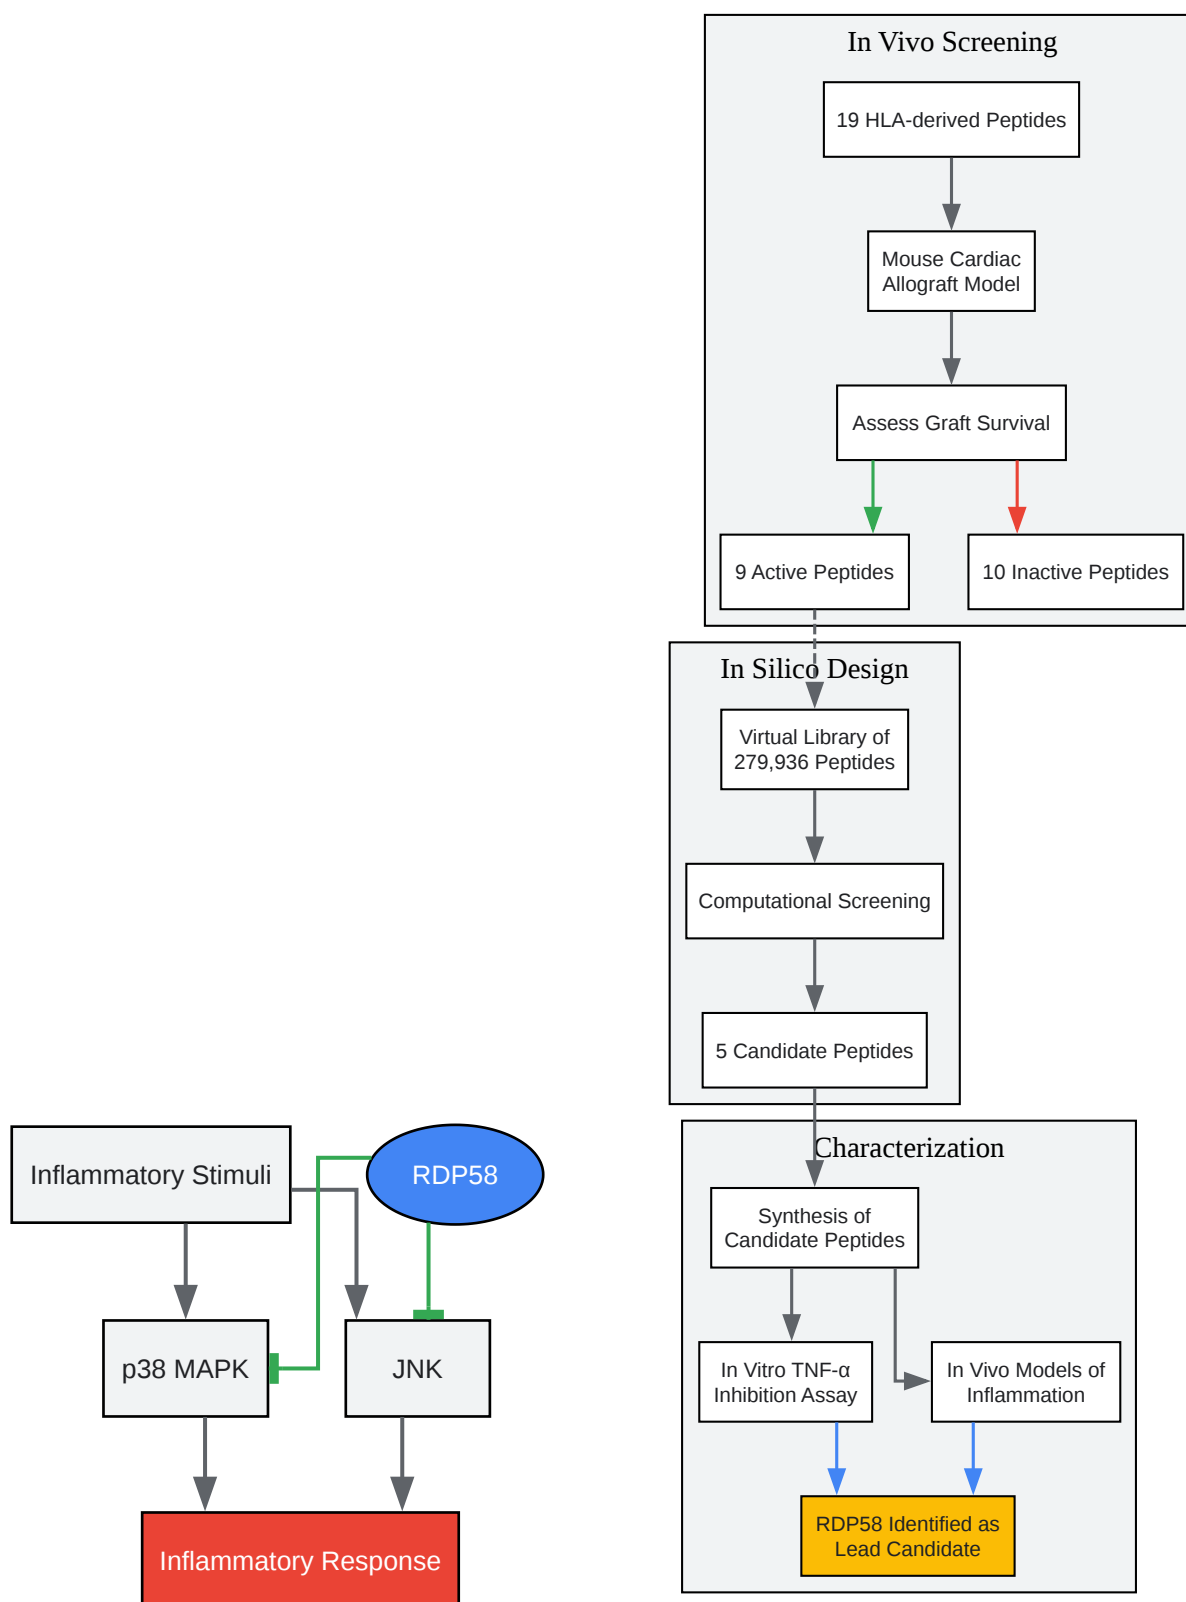 In Vivo Screening
19 HLA-derived Peptides
Mouse Cardiac
Allograft Model
Assess Graft Survival
9 Active Peptides
10 Inactive Peptides
In Silico Design
Virtual Library of
279,936 Peptides
Computational Screening
5 Candidate Peptides
Characterization
Synthesis of
Candidate Peptides
In Vitro TNF-α
Inhibition Assay
In Vivo Models of
Inflammation
RDP58 Identified as
Lead Candidate
Inflammatory Stimuli
RDP58
p38 MAPK
JNK
Inflammatory Response